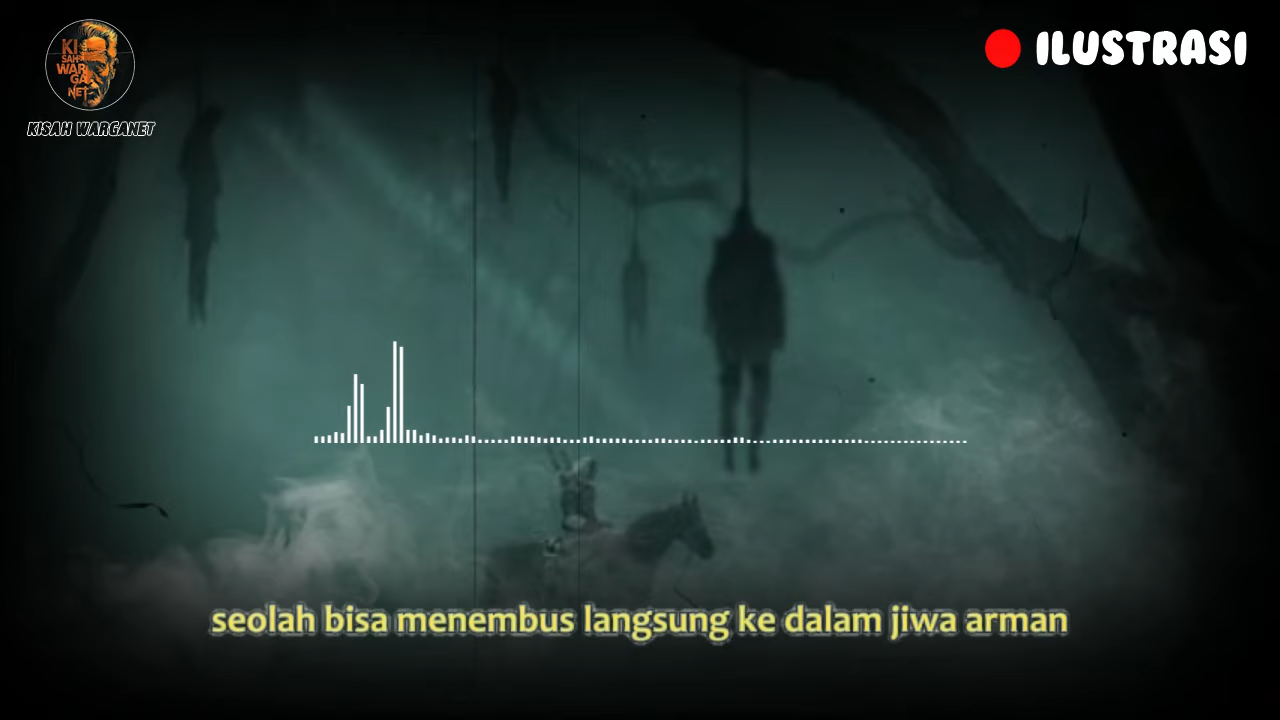 KI
SAH
WAR
GA
NET
KISAH WARGANET
ILUSTRASI
seolah bisa menembus langsung ke dalam jiwa arman